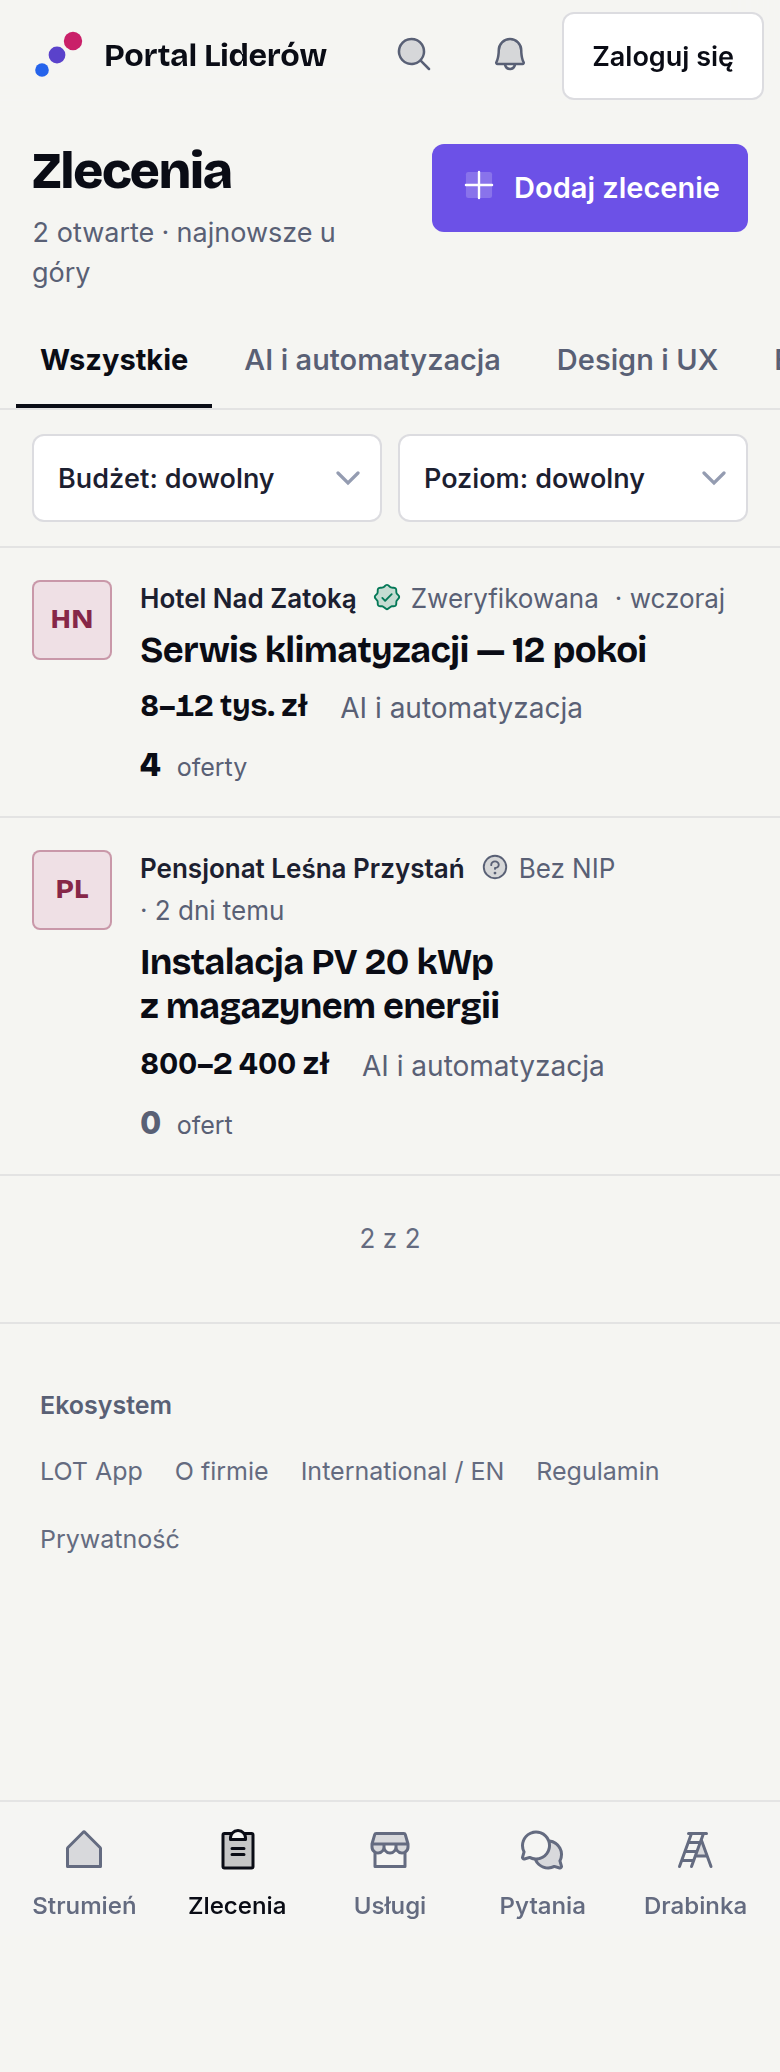 Portal Liderów
Zaloguj się
Zlecenia
Dodaj zlecenie
2 otwarte · najnowsze u
góry
Wszystkie
AI i automatyzacja
Design i UX
Budżet: dowolny
Poziom: dowolny
HN
Hotel Nad Zatoką Zweryfikowana · wczoraj
Serwis klimatyzacji — 12 pokoi
8–12 tys. zł AI i automatyzacja
4 oferty
PL
Pensjonat Leśna Przystań Bez NIP
· 2 dni temu
Instalacja PV 20 kWp
z magazynem energii
800–2 400 zł AI i automatyzacja
0 ofert
2 z 2
Ekosystem
LOT App O firmie International / EN Regulamin
Prywatność
Strumień Zlecenia Usługi Pytania Drabinka